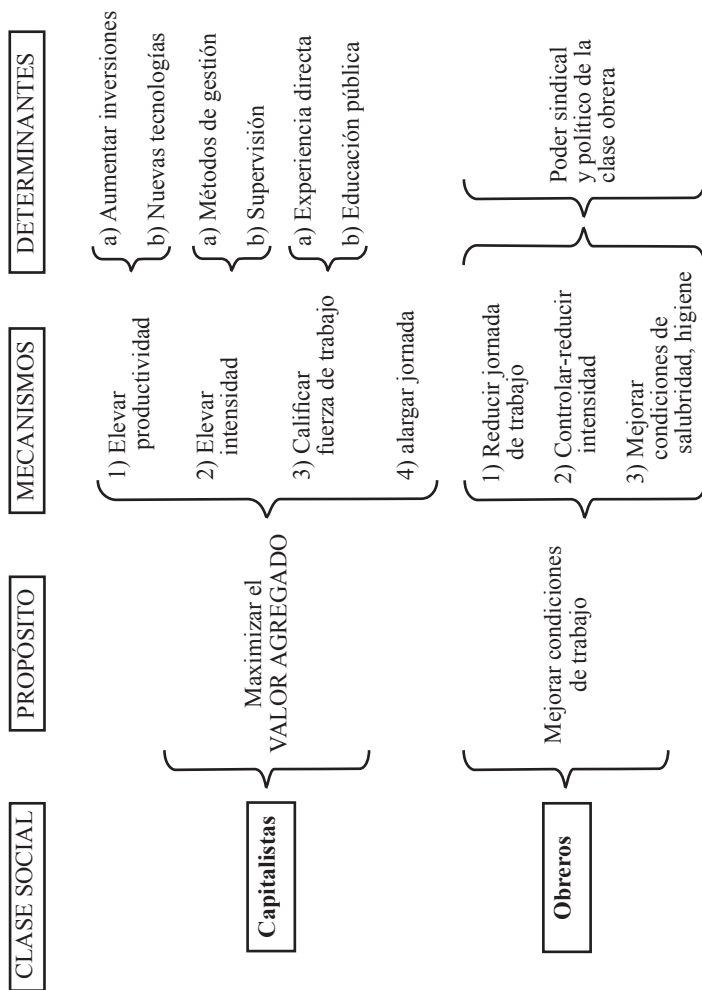 CLASE SOCIAL
PROPÓSITO
MECANISMOS
DETERMINANTES
Capitalistas
Maximizar el
VALOR AGREGADO
1) Elevar
productividad
a) Aumentar inversiones
b) Nuevas tecnologías
2) Elevar
intensidad
a) Métodos de gestión
b) Supervisión
3) Calificar
fuerza de trabajo
a) Experiencia directa
b) Educación pública
4) alargar jornada
Obreros
Mejorar condiciones
de trabajo
1) Reducir jornada
de trabajo
2) Controlar-reducir
intensidad
3) Mejorar
condiciones de
salubridad, higiene
Poder sindical
y político de la
clase obrera